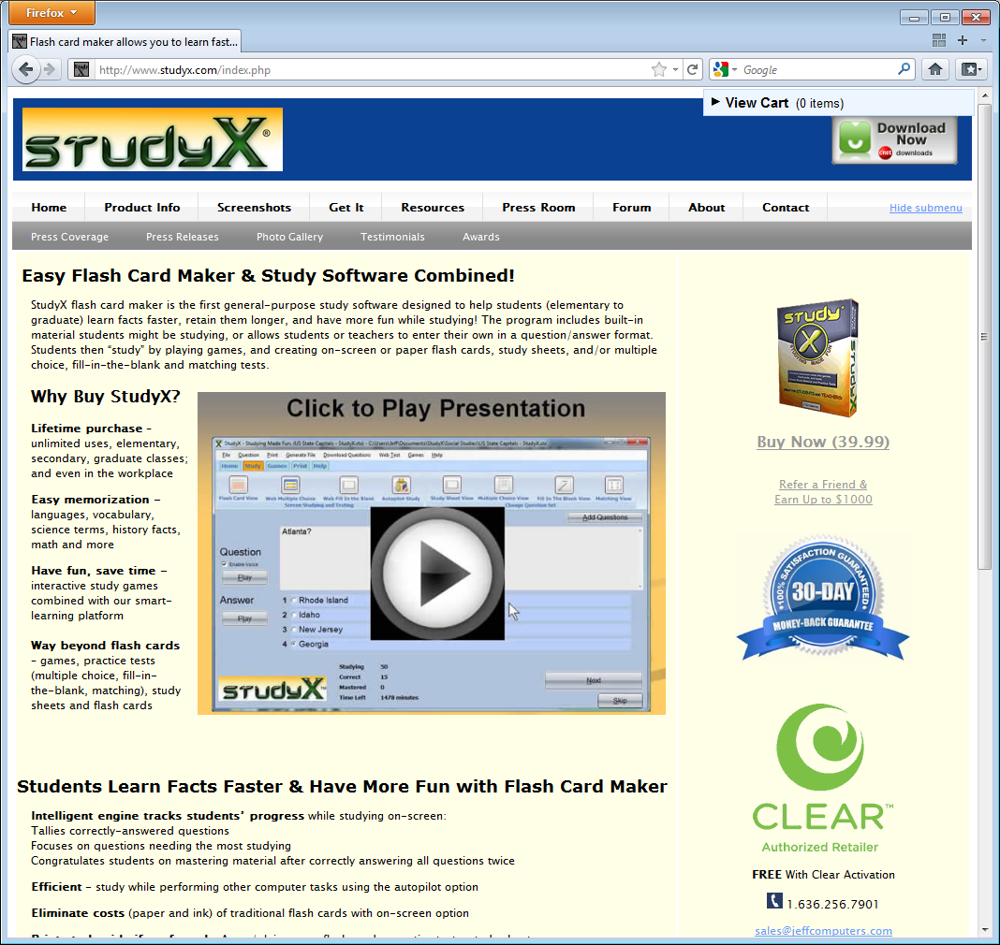 Firefox
Flash card maker allows you to learn fast...
http://www.studyx.com/index.php
Google
View Cart (0 items)
studyX®
Download
Now
cnet downloads
Home Product Info Screenshots Get It Resources Press Room Forum About Contact Hide submenu
Press Coverage Press Releases Photo Gallery Testimonials Awards
Easy Flash Card Maker & Study Software Combined!
StudyX flash card maker is the first general-purpose study software designed to help students (elementary to
graduate) learn facts faster, retain them longer, and have more fun while studying! The program includes built-in
material students might be studying, or allows students or teachers to enter their own in a question/answer format.
Students then “study” by playing games, and creating on-screen or paper flash cards, study sheets, and/or multiple
choice, fill-in-the-blank and matching tests.
Why Buy StudyX?
Lifetime purchase -
unlimited uses, elementary,
secondary, graduate classes;
and even in the workplace
Easy memorization -
languages, vocabulary,
science terms, history facts,
math and more
Have fun, save time -
interactive study games
combined with our smart-
learning platform
Way beyond flash cards
- games, practice tests
(multiple choice, fill-in-
the-blank, matching), study
sheets and flash cards
Click to Play Presentation
StudyX - Studying Made Fun. (US State Capitals - StudyX.stx) - C:\Users\Jeff\Documents\StudyX\Social Studies\US State Capitals - StudyX.stx
File Question Print Generate File Download Questions Web Test Games Help
Home Study Games Print Help
Flash Card View Web Multiple Choice Web Fill In the Blank Autopilot Study Study Sheet View Multiple Choice View Fill In The Blank View Matching View
Screen Studying and Testing Change Question Set
Add Questions
Atlanta?
Question
Enable Voice
Play
Answer
Play
1 Rhode Island
2 Idaho
3 New Jersey
4 Georgia
Studying 50
Correct 15
Mastered 0
Time Left 1478 minutes
Next
Skip
studyX
Students Learn Facts Faster & Have More Fun with Flash Card Maker
Intelligent engine tracks students’ progress while studying on-screen:
Tallies correctly-answered questions
Focuses on questions needing the most studying
Congratulates students on mastering material after correctly answering all questions twice
Efficient - study while performing other computer tasks using the autopilot option
Eliminate costs (paper and ink) of traditional flash cards with on-screen option
studyX
STUDYING MADE FUN
Buy Now (39.99)
Refer a Friend &
Earn Up to $1000
100% SATISFACTION GUARANTEED
30-DAY
MONEY-BACK GUARANTEE
CLEAR™
Authorized Retailer
FREE With Clear Activation
1.636.256.7901
sales@jeffcomputers.com